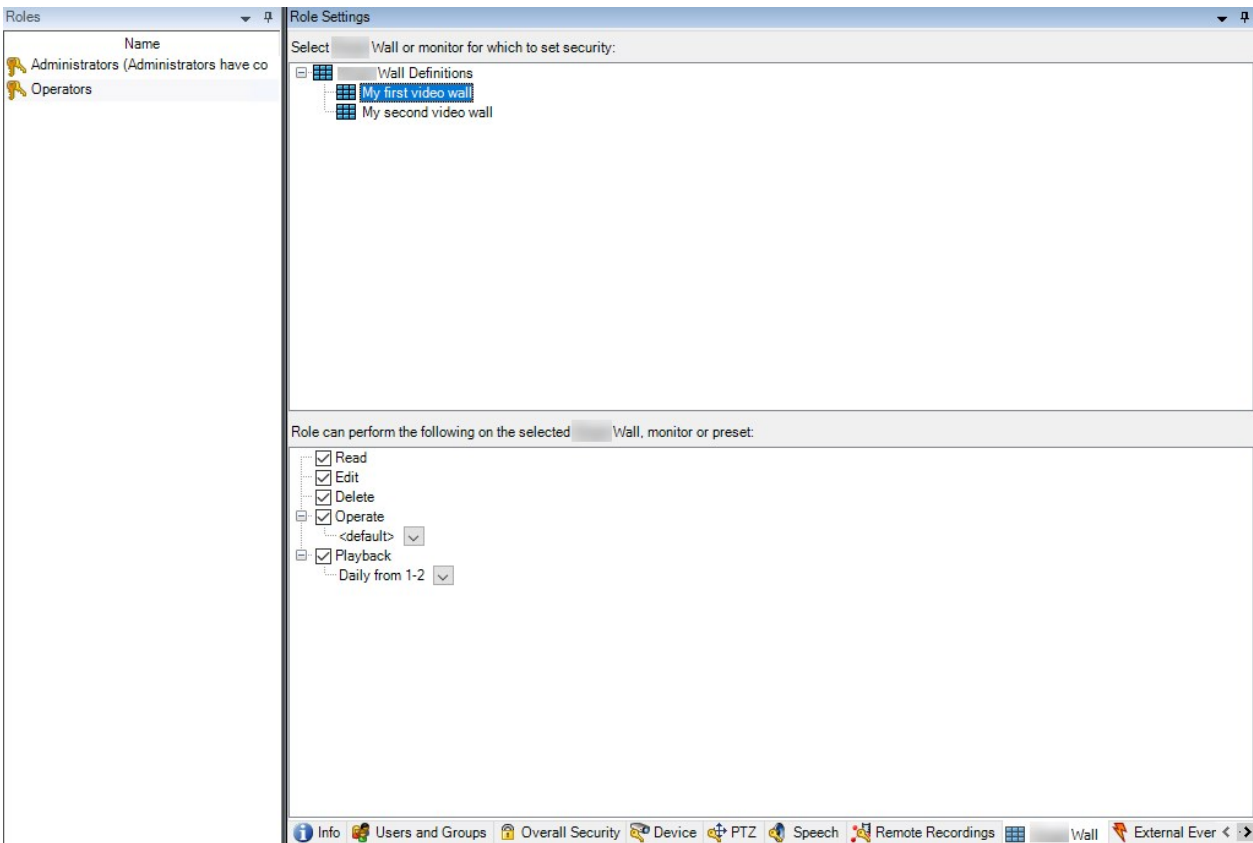 Roles
Role Settings
Name
Administrators (Administrators have co
Operators
Select Wall or monitor for which to set security:
Wall Definitions
My first video wall
My second video wall
Role can perform the following on the selected Wall, monitor or preset:
Read
Edit
Delete
Operate
<default>
Playback
Daily from 1-2
Info Users and Groups Overall Security Device PTZ Speech Remote Recordings Wall External Ever